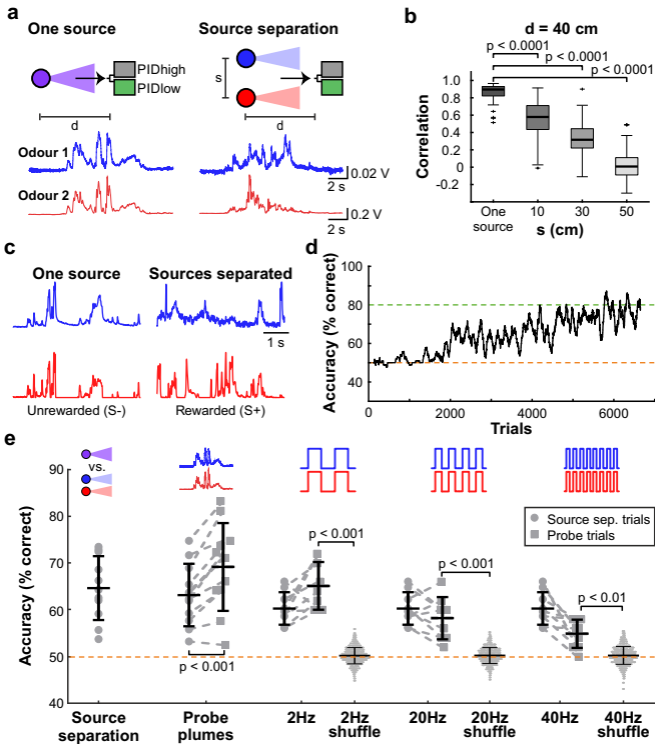 a
One source
Source separation
PIDhigh
PIDlow
s
PIDhigh
PIDlow
d
d
Odour 1
0.02 V
2 s
Odour 2
0.2 V
2 s
b
d = 40 cm
p < 0.0001
p < 0.0001
p < 0.0001
Correlation
1.0
0.8
0.6
0.4
0.2
0
-0.2
One source
10
30
50
s (cm)
c
One source
Sources separated
1 s
Unrewarded (S-)
Rewarded (S+)
d
Accuracy (% correct)
100
80
60
40
0
2000
4000
6000
Trials
e
vs.
Source sep. trials
Probe trials
Accuracy (% correct)
90
80
70
60
50
40
p < 0.001
p < 0.001
p < 0.001
p < 0.01
Source separation
Probe plumes
2Hz
2Hz shuffle
20Hz
20Hz shuffle
40Hz
40Hz shuffle